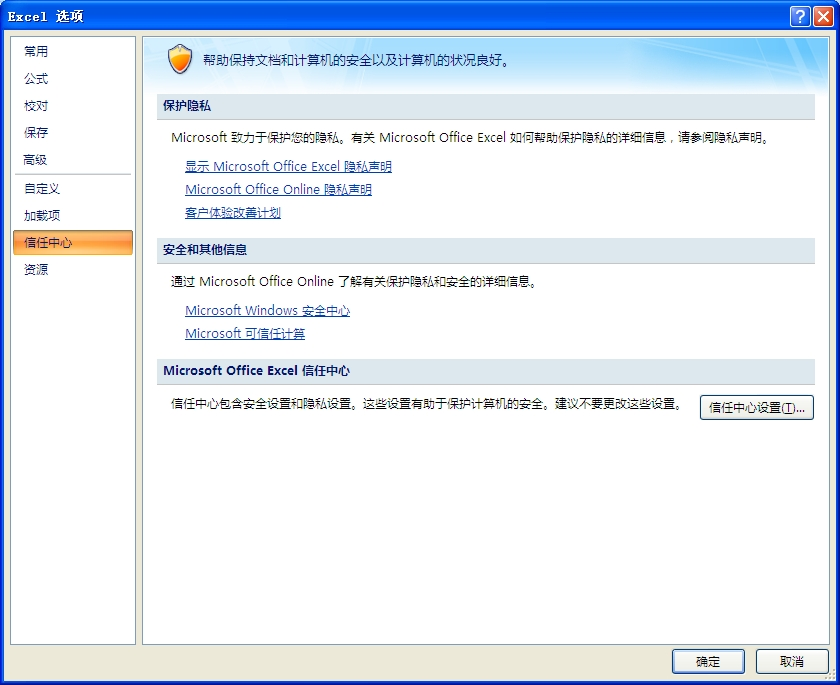 Excel 选项
常用
公式
校对
保存
高级
自定义
加载项
信任中心
资源
帮助保持文档和计算机的安全以及计算机的状况良好。
保护隐私
Microsoft 致力于保护您的隐私。有关 Microsoft Office Excel 如何帮助保护隐私的详细信息，请参阅隐私声明。
显示 Microsoft Office Excel 隐私声明
Microsoft Office Online 隐私声明
客户体验改善计划
安全和其他信息
通过 Microsoft Office Online 了解有关保护隐私和安全的详细信息。
Microsoft Windows 安全中心
Microsoft 可信任计算
Microsoft Office Excel 信任中心
信任中心包含安全设置和隐私设置。这些设置有助于保护计算机的安全。建议不要更改这些设置。
信任中心设置(T)...
确定
取消